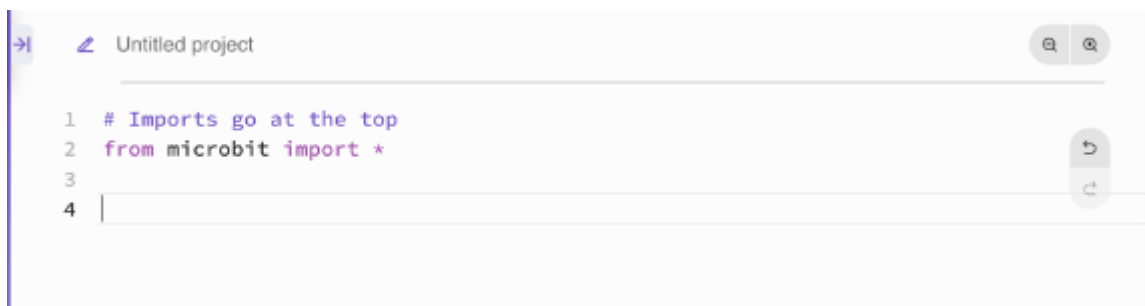 Untitled project
1 # Imports go at the top
2 from microbit import *
3
4